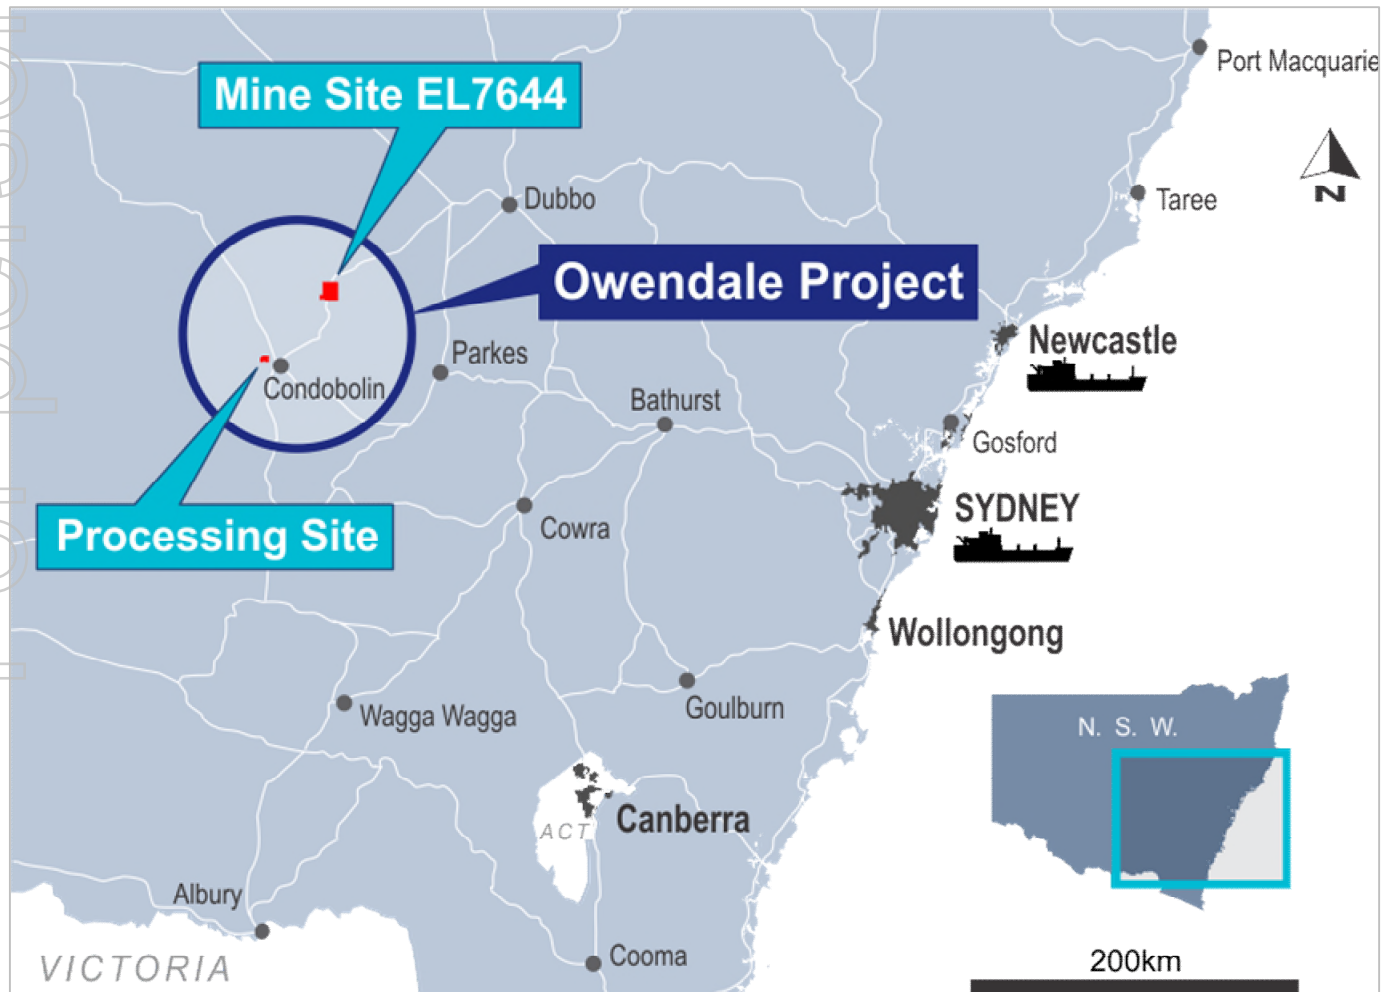 Port Macquarie
Mine Site EL7644
N
Dubbo
Taree
Owendale Project
Newcastle
Parkes
Condobolin
Bathurst
Gosford
SYDNEY
Processing Site
Cowra
Wollongong
Wagga Wagga
Goulburn
N. S. W.
Canberra
ACT
Albury
Cooma
VICTORIA
200km